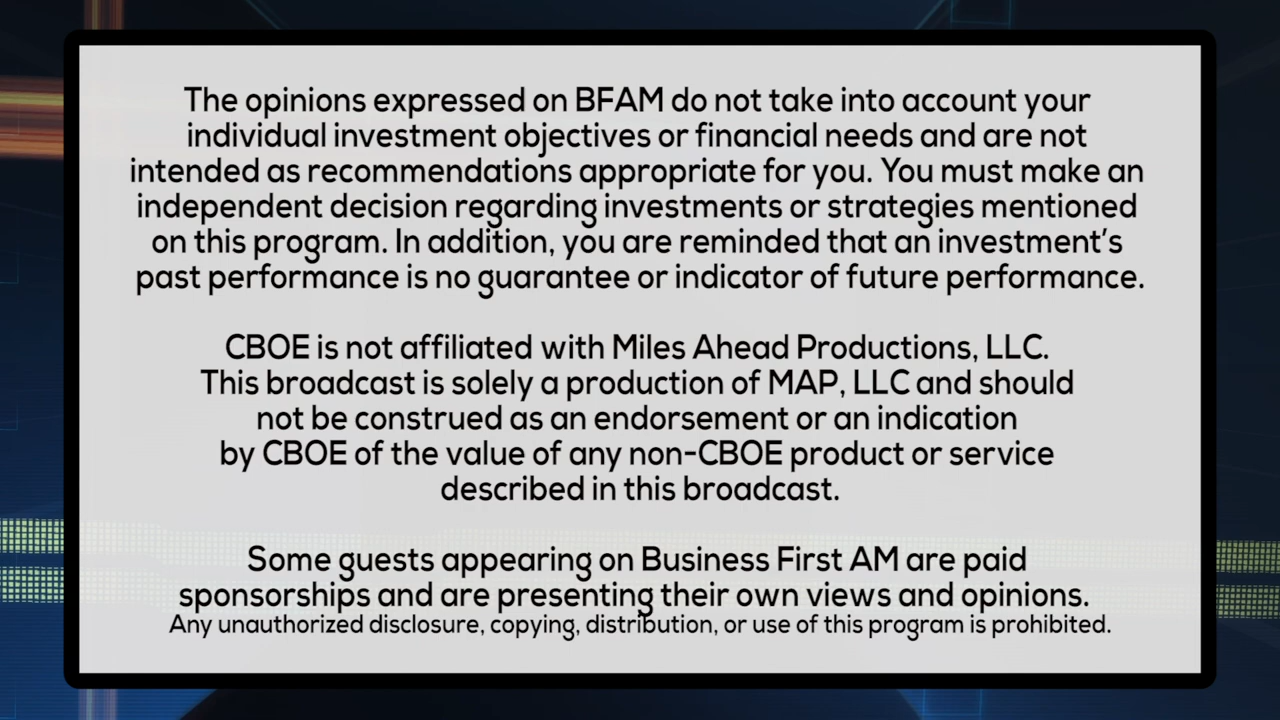 The opinions expressed on BFAM do not take into account your
individual investment objectives or financial needs and are not
intended as recommendations appropriate for you. You must make an
independent decision regarding investments or strategies mentioned
on this program. In addition, you are reminded that an investment's
past performance is no guarantee or indicator of future performance.
CBOE is not affiliated with Miles Ahead Productions, LLC.
This broadcast is solely a production of MAP, LLC and should
not be construed as an endorsement or an indication
by CBOE of the value of any non-CBOE product or service
described in this broadcast.
Some guests appearing on Business First AM are paid
sponsorships and are presenting their own views and opinions.
Any unauthorized disclosure, copying, distribution, or use of this program is prohibited.